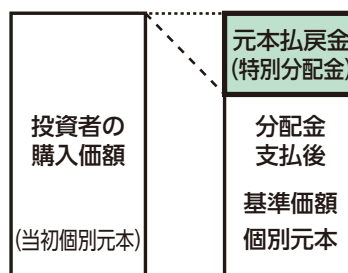 投資者の
購入価額
(当初個別元本)
元本払戻金
(特別分配金)
分配金
支払後
基準価額
個別元本